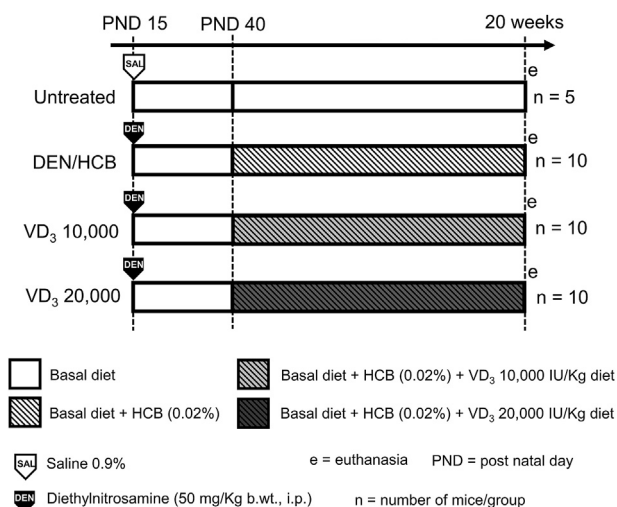 PND 15 PND 40 20 weeks
SAL e
Untreated n = 5
DEN e
DEN/HCB n = 10
DEN e
VD₃ 10,000 n = 10
DEN e
VD₃ 20,000 n = 10
Basal diet Basal diet + HCB (0.02%) + VD₃ 10,000 IU/Kg diet
Basal diet + HCB (0.02%) Basal diet + HCB (0.02%) + VD₃ 20,000 IU/Kg diet
SAL Saline 0.9% e = euthanasia PND = post natal day
DEN Diethylnitrosamine (50 mg/Kg b.wt., i.p.) n = number of mice/group